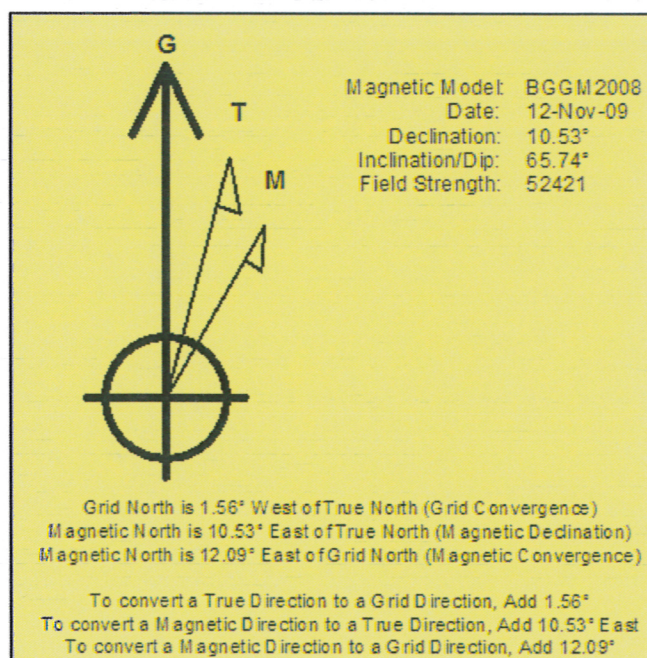 G
T
M
Magnetic Model: BGGM2008
Date: 12-Nov-09
Declination: 10.53°
Inclination/Dip: 65.74°
Field Strength: 52421
Grid North is 1.56° West of True North (Grid Convergence)
Magnetic North is 10.53° East of True North (Magnetic Declination)
Magnetic North is 12.09° East of Grid North (Magnetic Convergence)
To convert a True Direction to a Grid Direction, Add 1.56°
To convert a Magnetic Direction to a True Direction, Add 10.53° East
To convert a Magnetic Direction to a Grid Direction, Add 12.09°